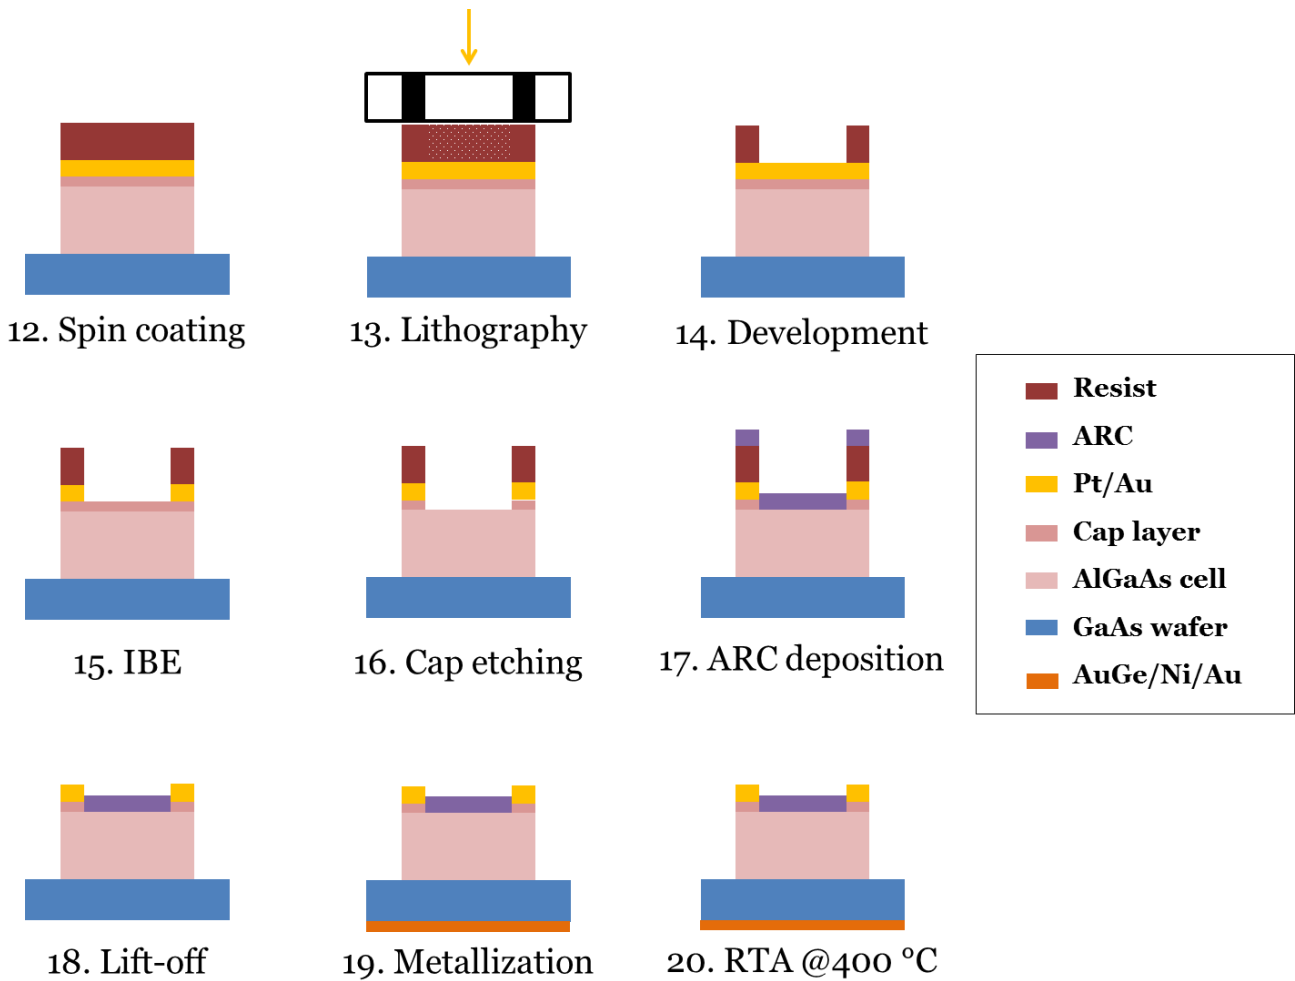 12. Spin coating
13. Lithography
14. Development
Resist
ARC
Pt/Au
Cap layer
AlGaAs cell
GaAs wafer
AuGe/Ni/Au
15. IBE
16. Cap etching
17. ARC deposition
18. Lift-off
19. Metallization
20. RTA @400 °C